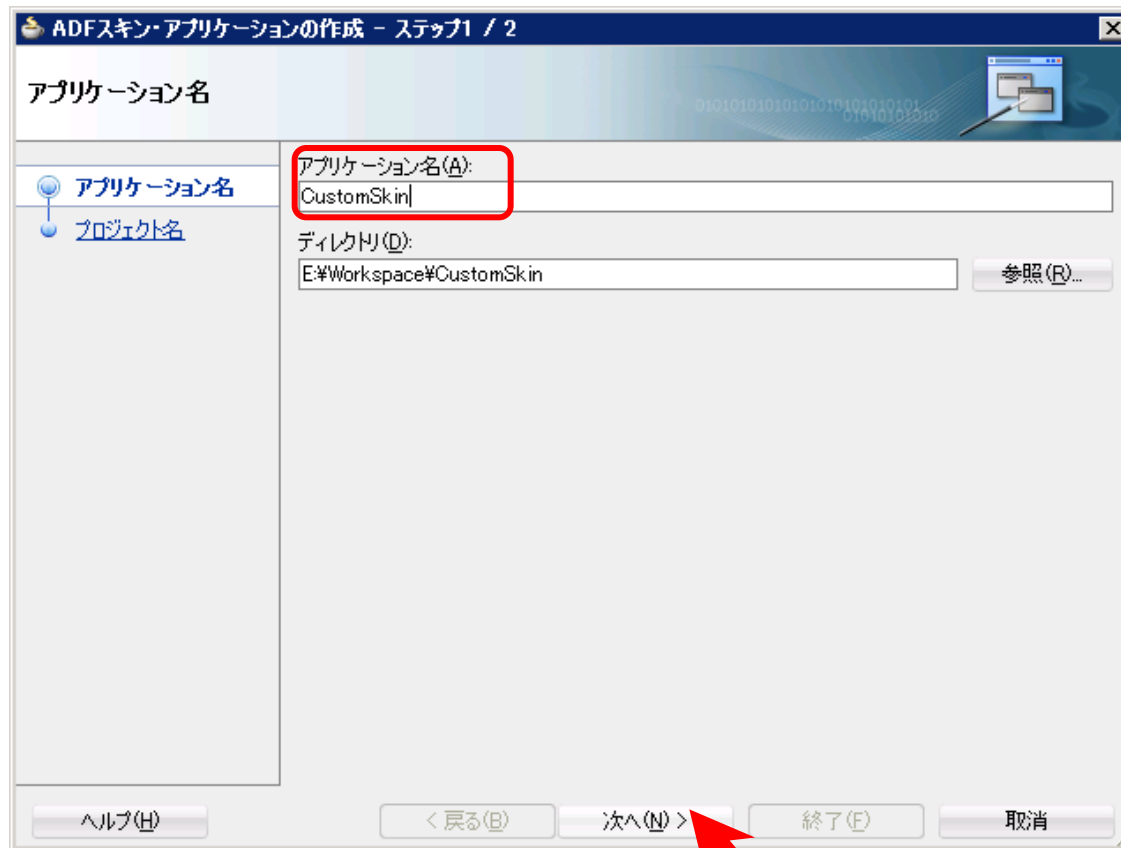 ADFスキン・アプリケーションの作成 - ステップ1 / 2
アプリケーション名
01010101010101010101010101
01010101010
アプリケーション名
プロジェクト名
アプリケーション名(A):
CustomSkin
ディレクトリ(D):
E:¥Workspace¥CustomSkin
参照(R)...
ヘルプ(H)
< 戻る(B)
次へ(N) >
終了(F)
取消